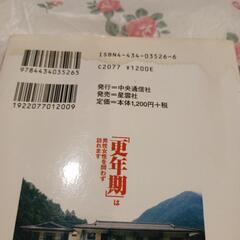 ISBN4-434-03526-6
C2077 ¥1200E
9784434035265
1922077012009
発行＝中央通信社
発売＝星雲社
定価＝本体1,200円+税
「更年期」は
男性女性を問わず
訪れます